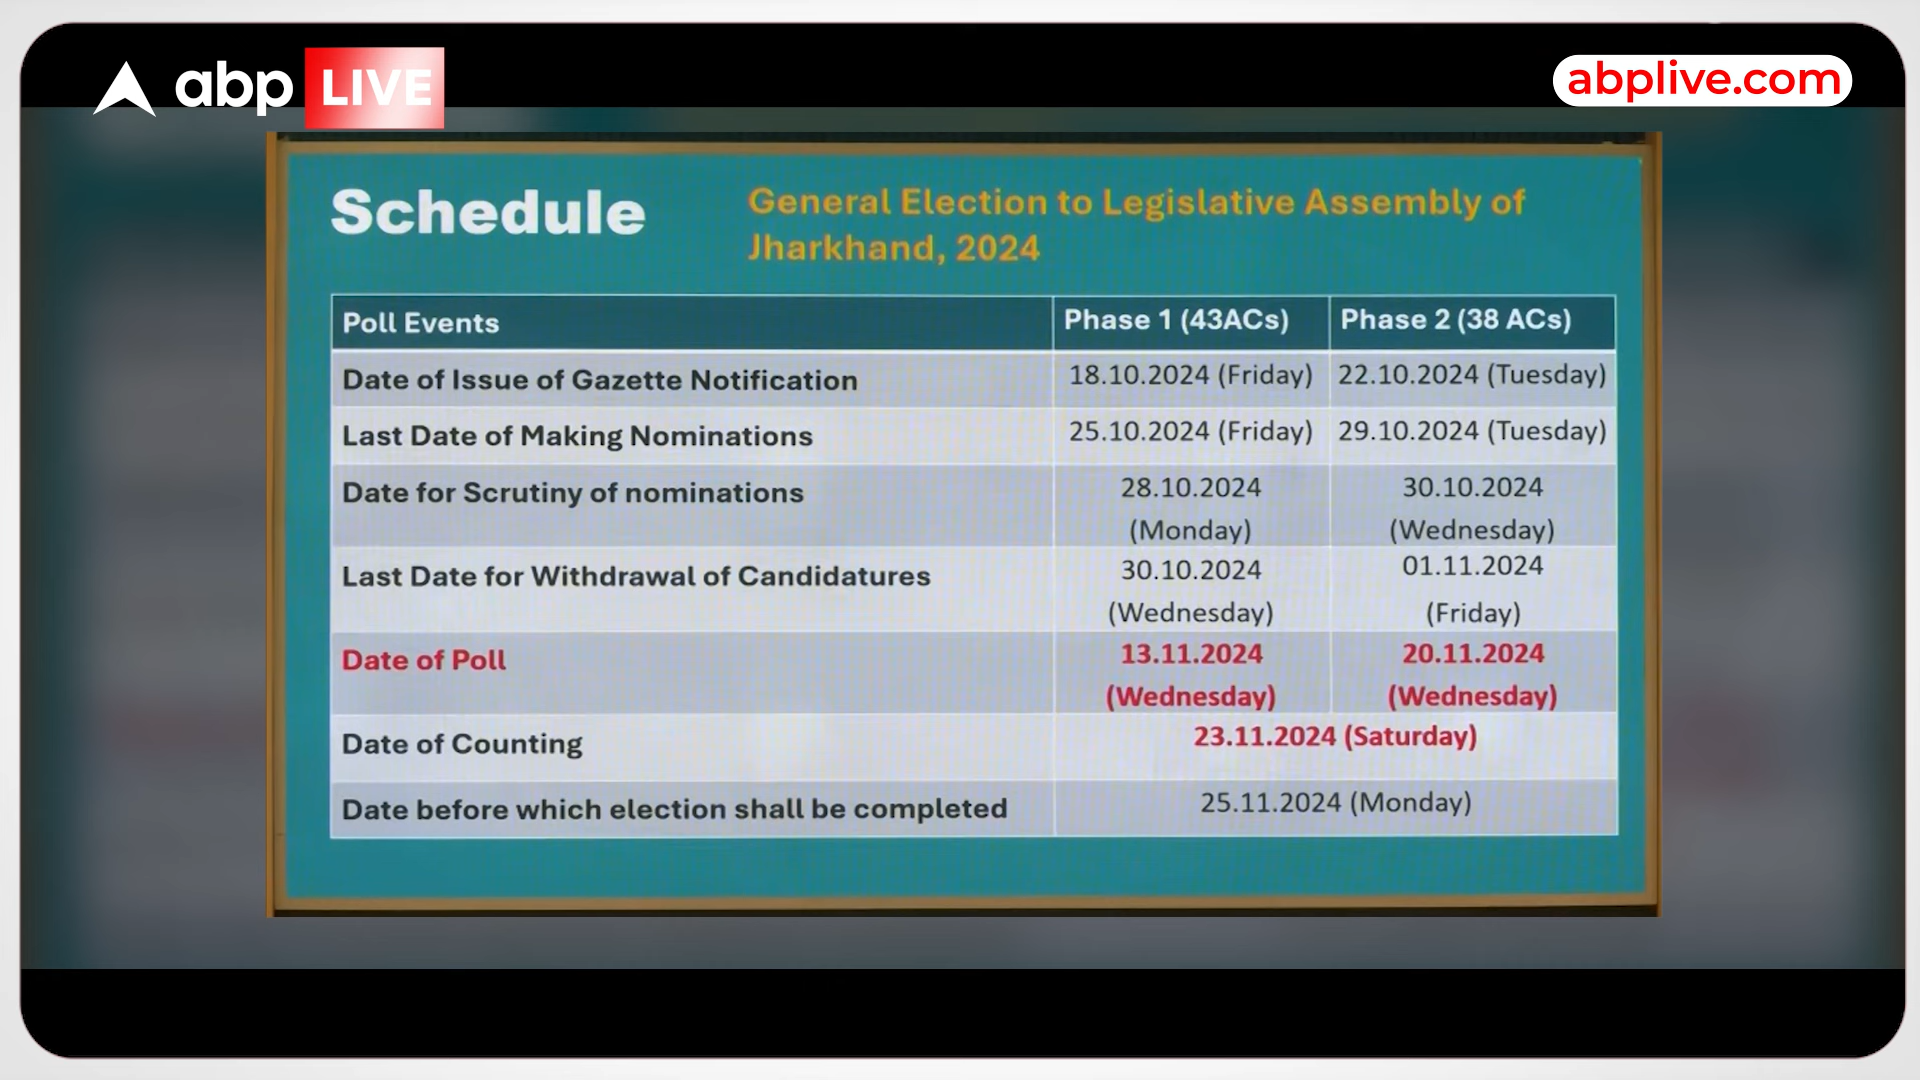 abp LIVE
abplive.com
Schedule
General Election to Legislative Assembly of
Jharkhand, 2024
Poll Events
Phase 1 (43ACs)
Phase 2 (38 ACs)
Date of Issue of Gazette Notification
18.10.2024 (Friday)
22.10.2024 (Tuesday)
Last Date of Making Nominations
25.10.2024 (Friday)
29.10.2024 (Tuesday)
Date for Scrutiny of nominations
28.10.2024
(Monday)
30.10.2024
(Wednesday)
Last Date for Withdrawal of Candidatures
30.10.2024
(Wednesday)
01.11.2024
(Friday)
Date of Poll
13.11.2024
(Wednesday)
20.11.2024
(Wednesday)
Date of Counting
23.11.2024 (Saturday)
Date before which election shall be completed
25.11.2024 (Monday)